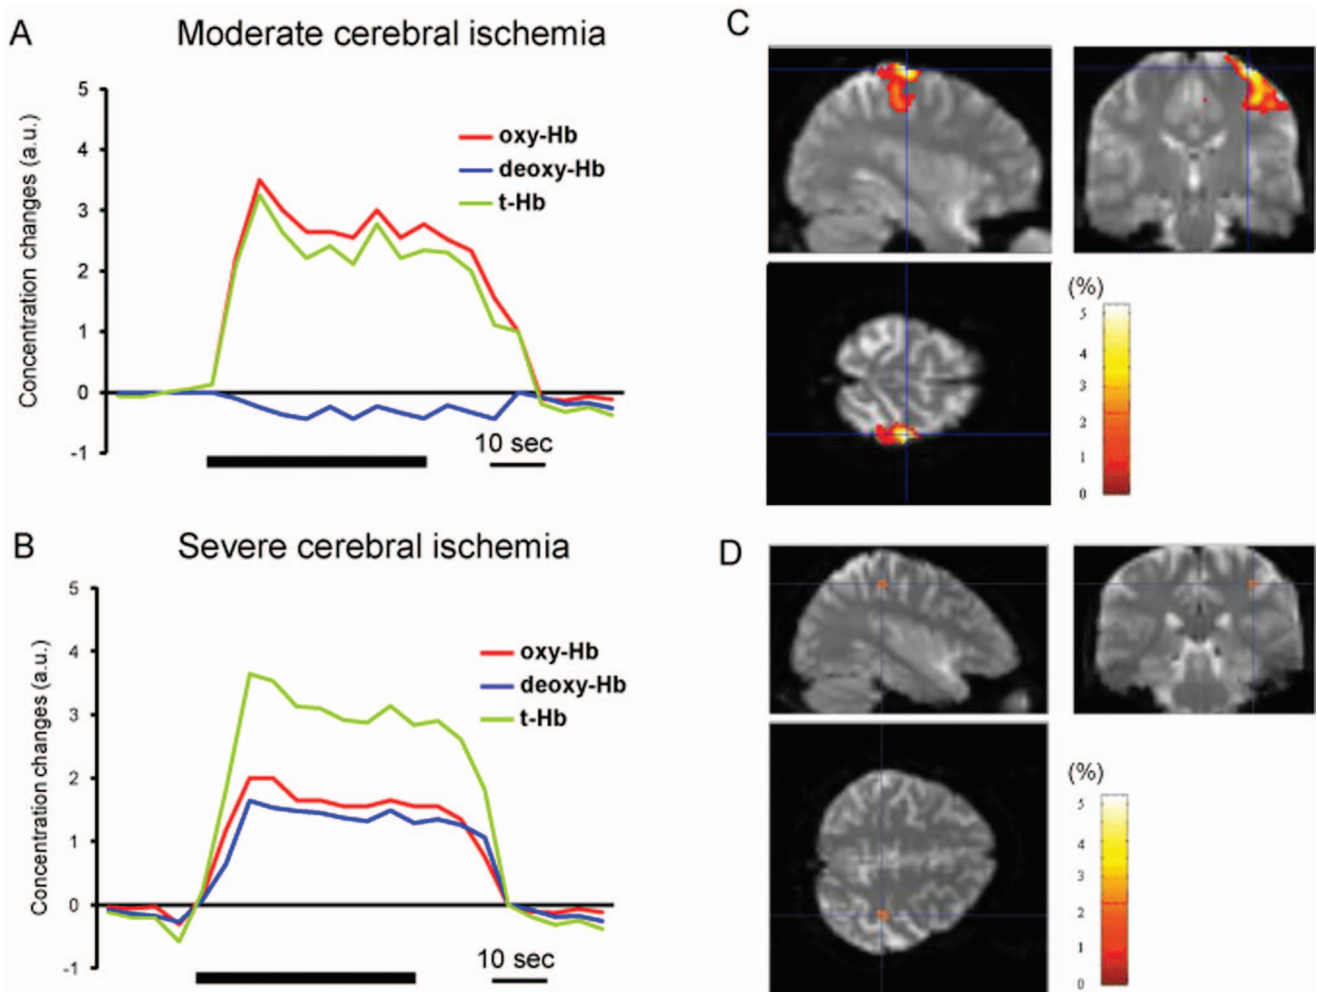 A
Moderate cerebral ischemia
Concentration changes (a.u.)
5
4
3
2
1
0
-1
oxy-Hb
deoxy-Hb
t-Hb
10 sec
B
Severe cerebral ischemia
Concentration changes (a.u.)
5
4
3
2
1
0
-1
oxy-Hb
deoxy-Hb
t-Hb
10 sec
C
(%)
5
4
3
2
1
0
D
(%)
5
4
3
2
1
0